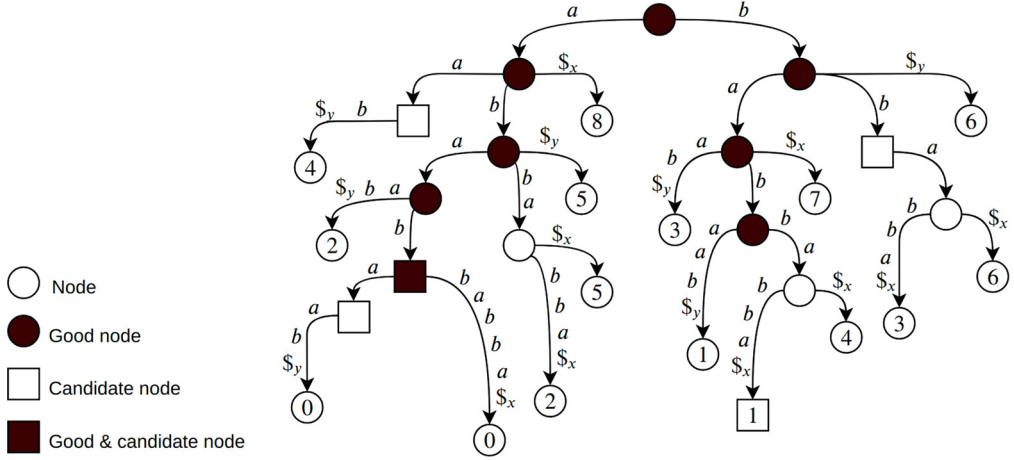 a b
a $x a b $y
$y b b 8 6
4 a $y b a $x a
$y b a b 5 b a b 7 b $x
2 b a $y 3 a b a 6
a b $x b a $x $x
a a b 5 $y b 4 3
b b b 1 b
$y b a a
0 a $x $x
$x 2 1
0
Node
Good node
Candidate node
Good & candidate node